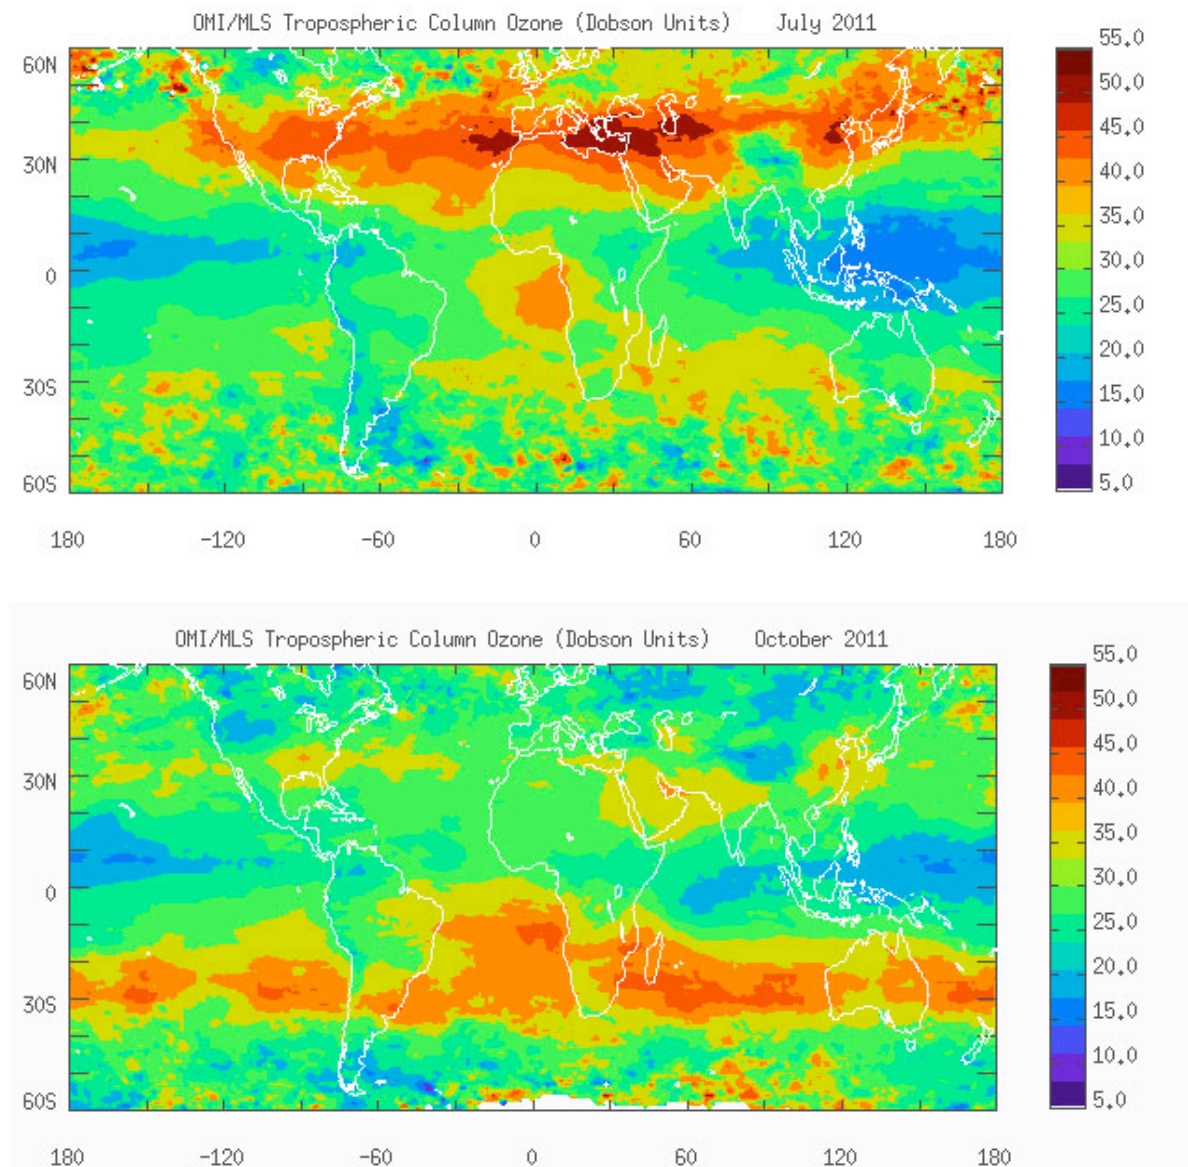 OMI/MLS Tropospheric Column Ozone (Dobson Units) July 2011
55.0
60N
50.0
45.0
30N
40.0
35.0
0
30.0
25.0
20.0
30S
15.0
10.0
60S
5.0
180 -120 -60 0 60 120 180
OMI/MLS Tropospheric Column Ozone (Dobson Units) October 2011
55.0
60N
50.0
45.0
30N
40.0
35.0
0
30.0
25.0
20.0
30S
15.0
10.0
60S
5.0
180 -120 -60 0 60 120 180